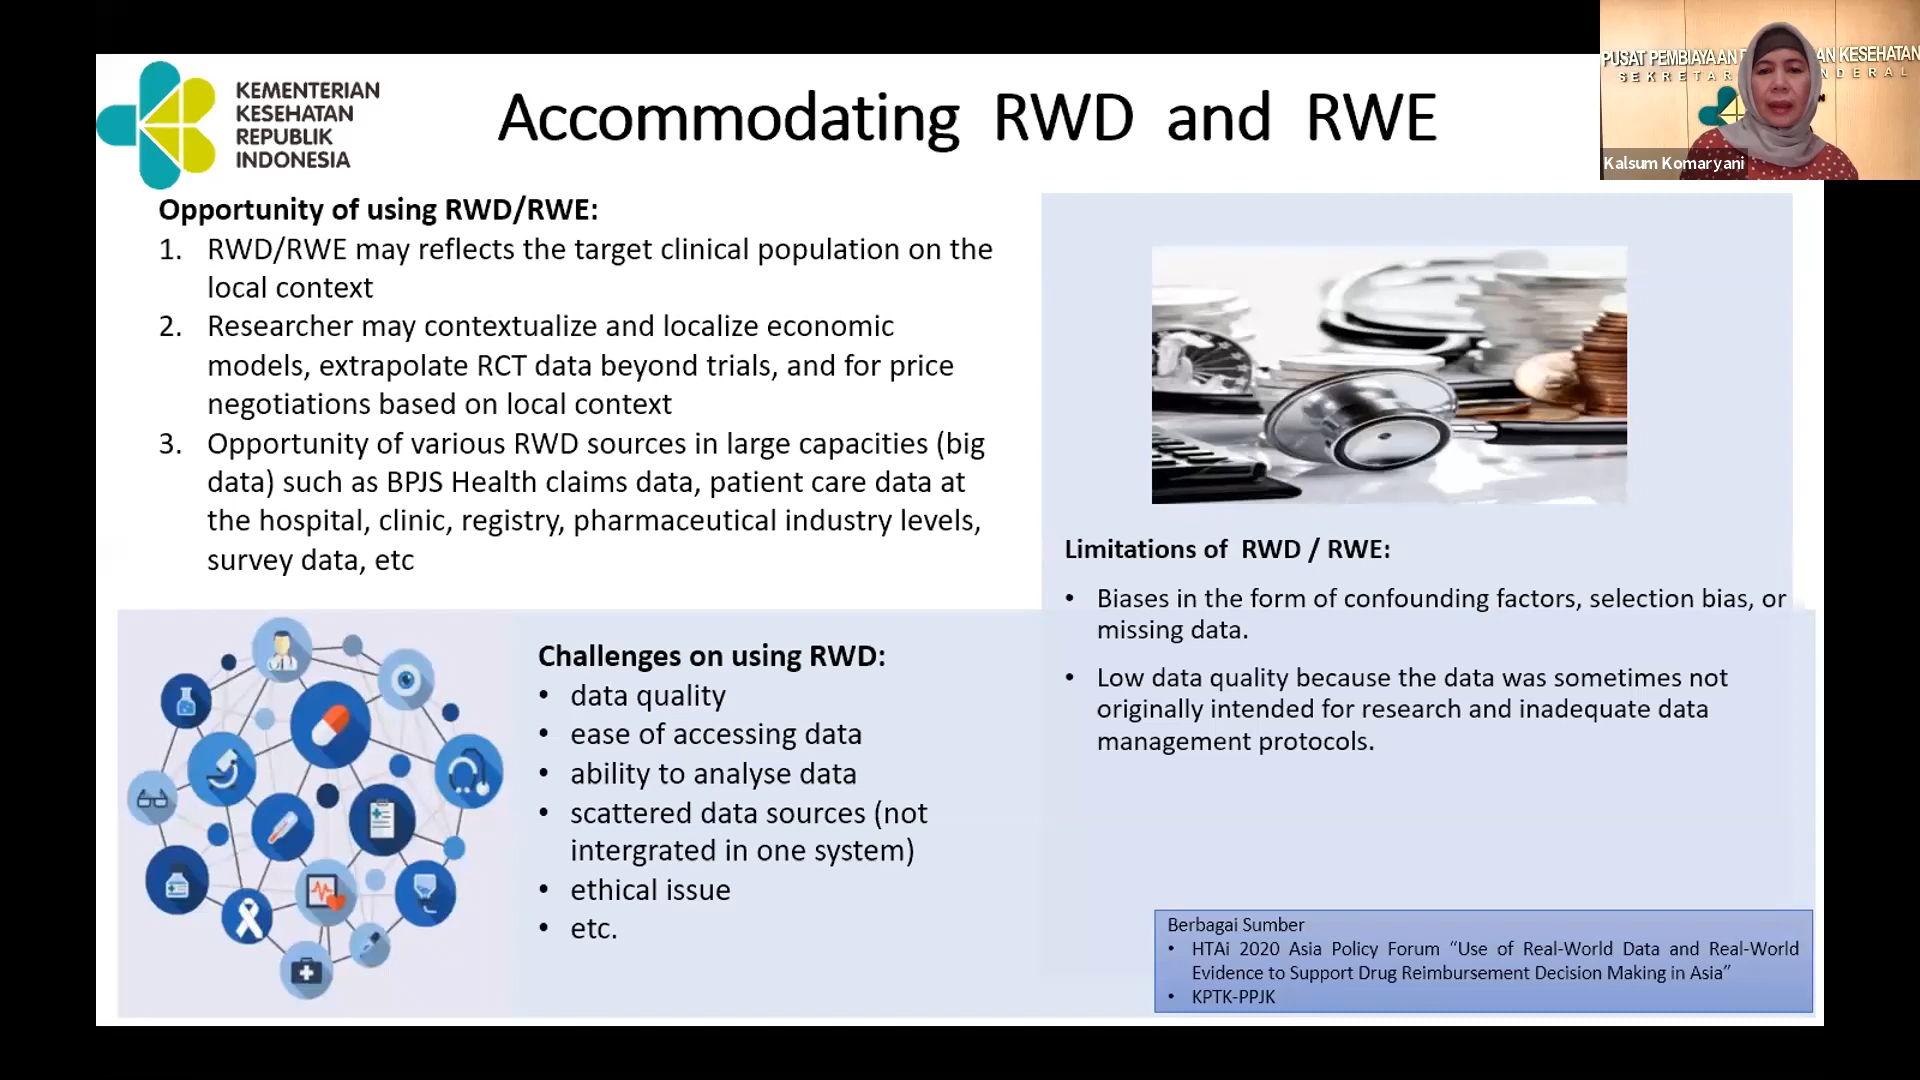 KEMENTERIAN
KESEHATAN
REPUBLIK
INDONESIA
Accommodating RWD and RWE
PUSAT PEMBIAYAAN
AN KESEHATAN
Kalsum Komaryani
Opportunity of using RWD/RWE:
1. RWD/RWE may reflects the target clinical population on the
local context
2. Researcher may contextualize and localize economic
models, extrapolate RCT data beyond trials, and for price
negotiations based on local context
3. Opportunity of various RWD sources in large capacities (big
data) such as BPJS Health claims data, patient care data at
the hospital, clinic, registry, pharmaceutical industry levels,
survey data, etc
Challenges on using RWD:
• data quality
• ease of accessing data
• ability to analyse data
• scattered data sources (not
intergrated in one system)
• ethical issue
• etc.
Limitations of RWD / RWE:
• Biases in the form of confounding factors, selection bias, or
missing data.
• Low data quality because the data was sometimes not
originally intended for research and inadequate data
management protocols.
Berbagai Sumber
• HTAi 2020 Asia Policy Forum “Use of Real-World Data and Real-World
Evidence to Support Drug Reimbursement Decision Making in Asia”
• KPTK-PPJK